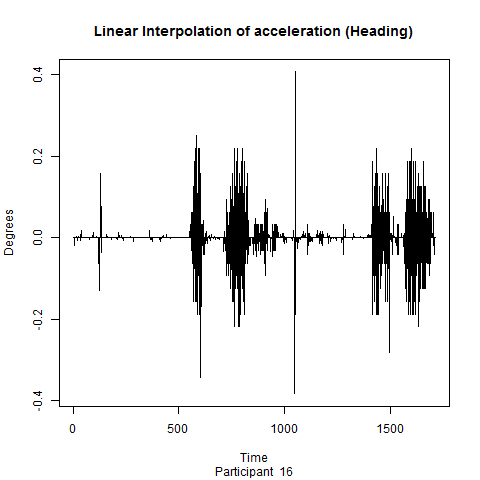 Linear Interpolation of acceleration (Heading)
0.4
0.2
0.0
-0.2
-0.4
Degrees
0 500 1000 1500
Time
Participant 16